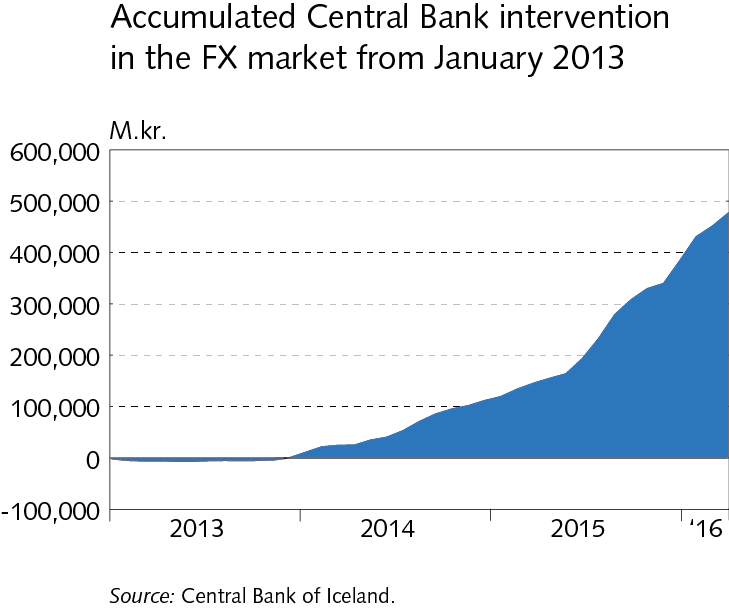 Accumulated Central Bank intervention
in the FX market from January 2013
M.kr.
600,000
500,000
400,000
300,000
200,000
100,000
0
-100,000
2013 2014 2015 ‘16
Source: Central Bank of Iceland.